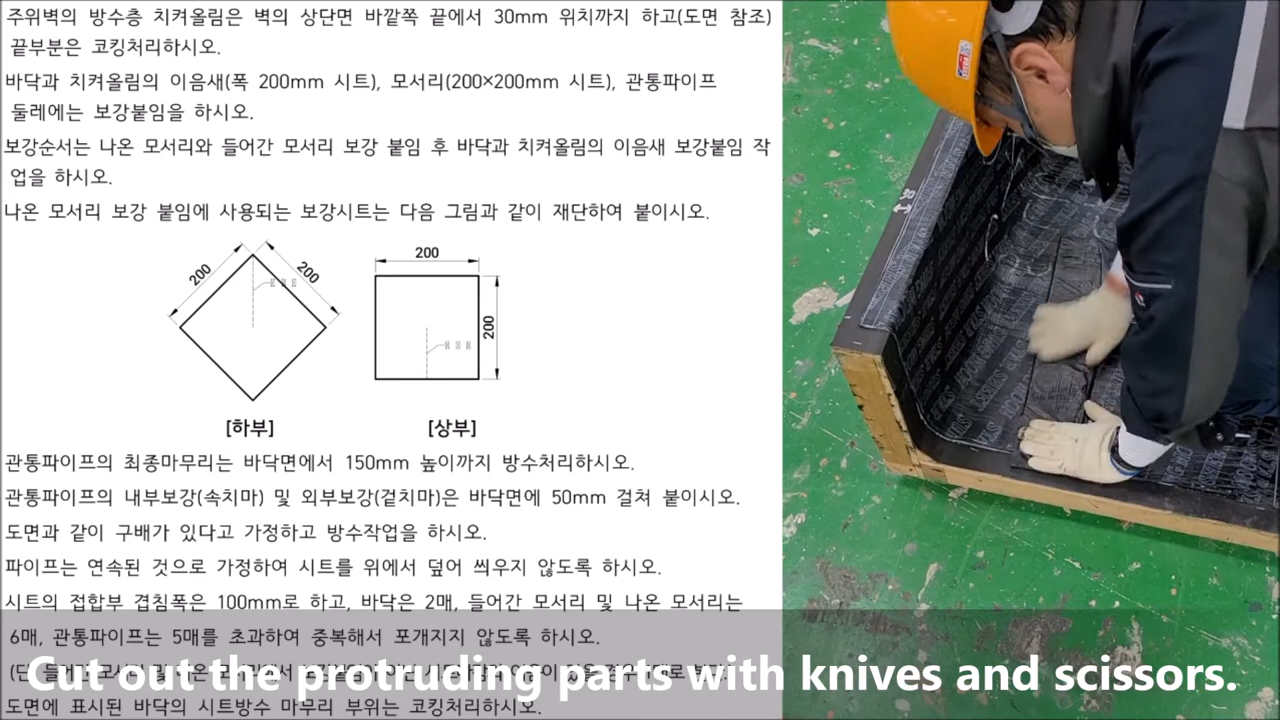 주위벽의 방수층 치켜올림은 벽의 상단면 바깥쪽 끝에서 30mm 위치까지 하고(도면 참조)
끝부분은 코킹처리하시오.
바닥과 치켜올림의 이음새(폭 200mm 시트), 모서리(200×200mm 시트), 관통파이프
둘레에는 보강붙임을 하시오.
보강순서는 나온 모서리와 들어간 모서리 보강 붙임 후 바닥과 치켜올림의 이음새 보강붙임 작
업을 하시오.
나온 모서리 보강 붙임에 사용되는 보강시트는 다음 그림과 같이 재단하여 붙이시오.
200 200
200
200
[하부] [상부]
관통파이프의 최종마무리는 바닥면에서 150mm 높이까지 방수처리하시오.
관통파이프의 내부보강(속치마) 및 외부보강(겉치마)은 바닥면에 50mm 걸쳐 붙이시오.
도면과 같이 구배가 있다고 가정하고 방수작업을 하시오.
파이프는 연속된 것으로 가정하여 시트를 위에서 덮어 씌우지 않도록 하시오.
시트의 접합부 겹침폭은 100mm로 하고, 바닥은 2매, 들어간 모서리 및 나온 모서리는
6매, 관통파이프는 5매를 초과하여 중복해서 포개지지 않도록 하시오.
도면에 표시된 바닥의 시트방수 마무리 부위는 코킹처리하시오.
Cut out the protruding parts with knives and scissors.
18